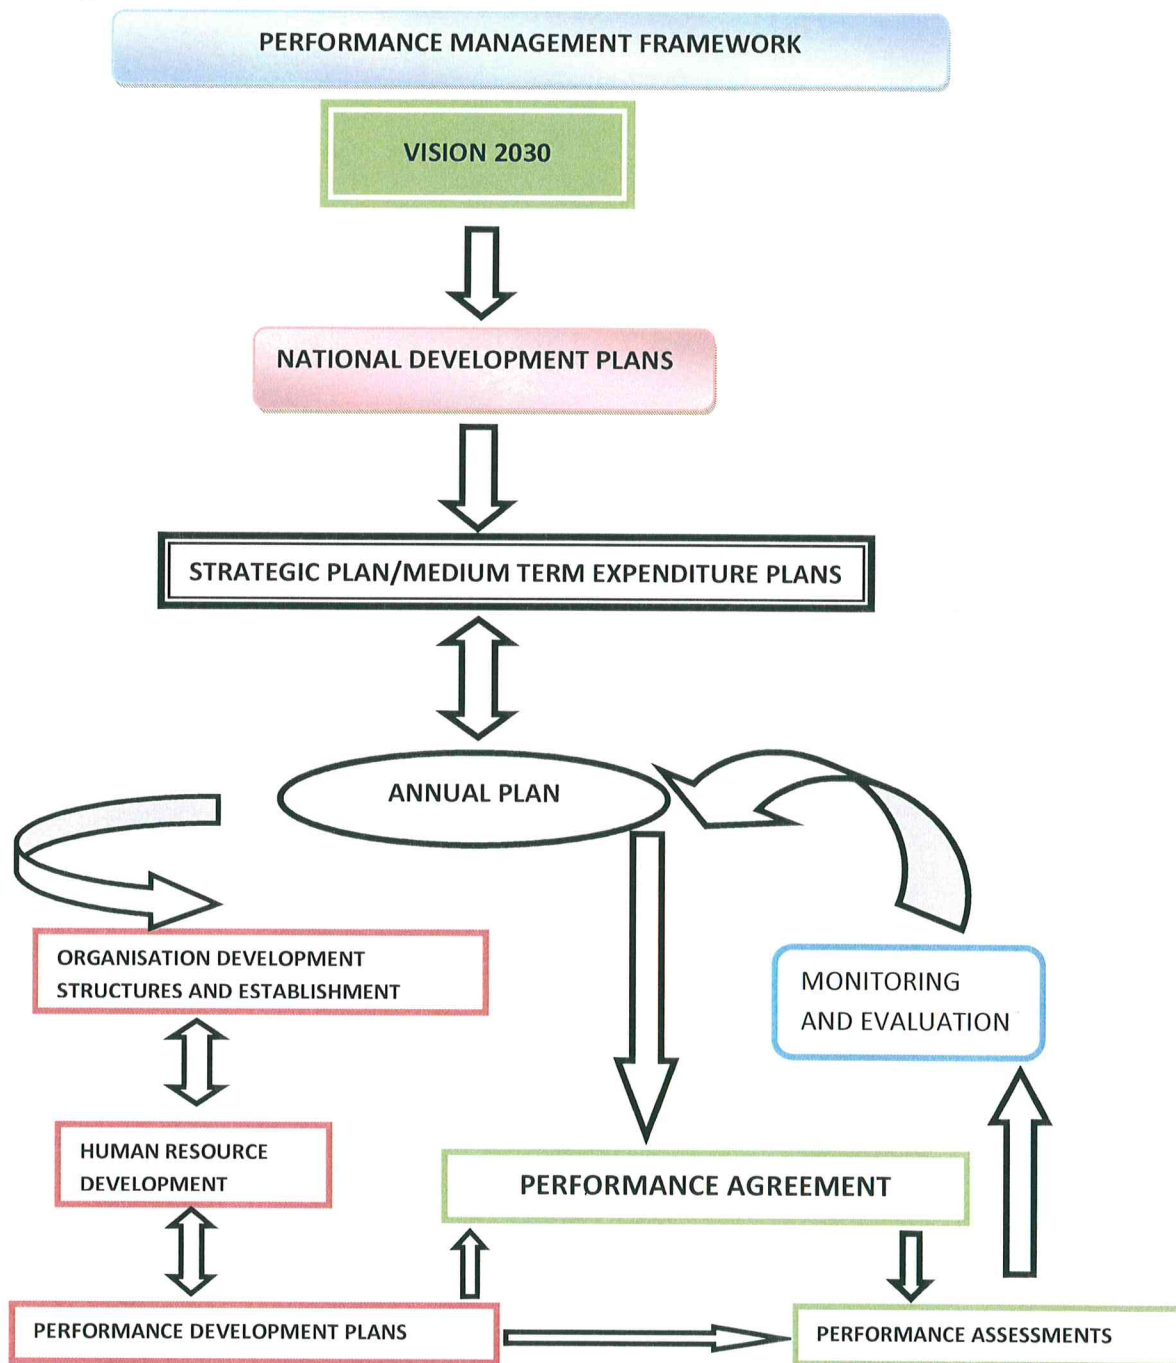 PERFORMANCE MANAGEMENT FRAMEWORK
VISION 2030
NATIONAL DEVELOPMENT PLANS
STRATEGIC PLAN/MEDIUM TERM EXPENDITURE PLANS
ANNUAL PLAN
ORGANISATION DEVELOPMENT
STRUCTURES AND ESTABLISHMENT
MONITORING
AND EVALUATION
HUMAN RESOURCE
DEVELOPMENT
PERFORMANCE AGREEMENT
PERFORMANCE DEVELOPMENT PLANS
PERFORMANCE ASSESSMENTS